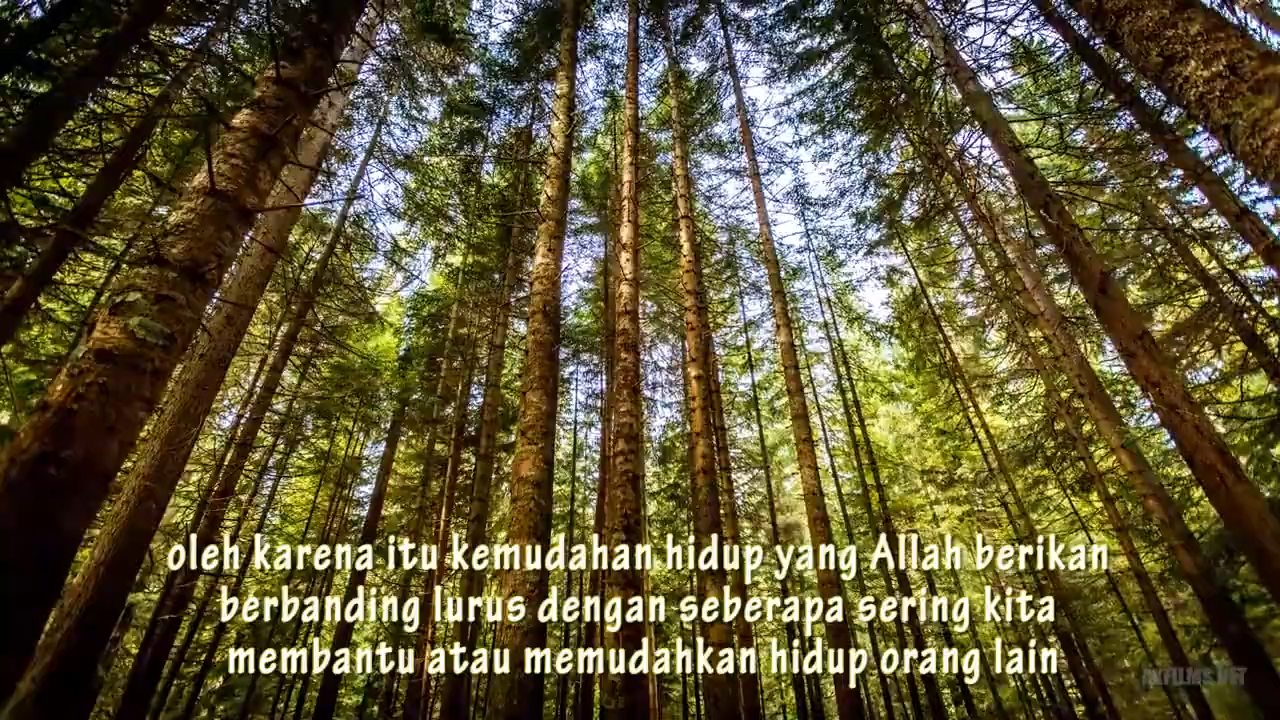 oleh karena itu kemudahan hidup yang Allah berikan
berbanding lurus dengan seberapa sering kita
membantu atau memudahkan hidup orang lain